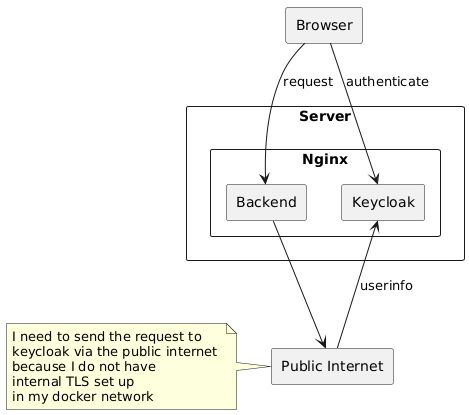 Browser
request
authenticate
Server
Nginx
Backend
Keycloak
userinfo
I need to send the request to
keycloak via the public internet
because I do not have
internal TLS set up
in my docker network
Public Internet